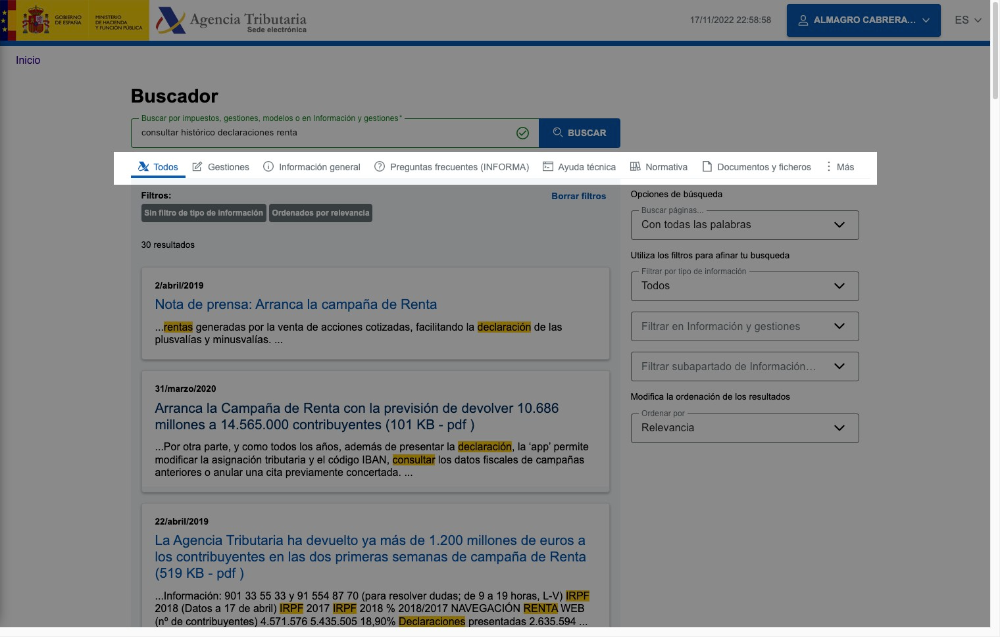 GOBIERNO
DE ESPAÑA
MINISTERIO
DE HACIENDA
Y FUNCIÓN PÚBLICA
Agencia Tributaria
Sede electrónica
17/11/2022 22:58:58
ALMAGRO CABRERA...
ES
Inicio
Buscador
Buscar por impuestos, gestiones, modelos o en Información y gestiones*
consultar histórico declaraciones renta
BUSCAR
Todos
Gestiones
Información general
Preguntas frecuentes (INFORMA)
Ayuda técnica
Normativa
Documentos y ficheros
Más
Filtros:
Borrar filtros
Sin filtro de tipo de información
Ordenados por relevancia
30 resultados
2/abril/2019
Nota de prensa: Arranca la campaña de Renta
...rentas generadas por la venta de acciones cotizadas, facilitando la declaración de las
plusvalías y minusvalías. ...
31/marzo/2020
Arranca la Campaña de Renta con la previsión de devolver 10.686
millones a 14.565.000 contribuyentes (101 KB - pdf )
...Por otra parte, y como todos los años, además de presentar la declaración, la ‘app’ permite
modificar la asignación tributaria y el código IBAN, consultar los datos fiscales de campañas
anteriores o anular una cita previamente concertada. ...
22/abril/2019
La Agencia Tributaria ha devuelto ya más de 1.200 millones de euros a
los contribuyentes en las dos primeras semanas de campaña de Renta
(519 KB - pdf )
...Información: 901 33 55 33 y 91 554 87 70 (para resolver dudas; de 9 a 19 horas, L-V) IRPF
2018 (Datos a 17 de abril) IRPF 2017 IRPF 2018 % 2018/2017 NAVEGACIÓN RENTA WEB
(nº de contribuyentes) 4.571.576 5.435.505 18,90% Declaraciones presentadas 2.635.594 ...
Opciones de búsqueda
Buscar páginas...
Con todas las palabras
Utiliza los filtros para afinar tu busqueda
Filtrar por tipo de información
Todos
Filtrar en Información y gestiones
Filtrar subapartado de Información...
Modifica la ordenación de los resultados
Ordenar por
Relevancia